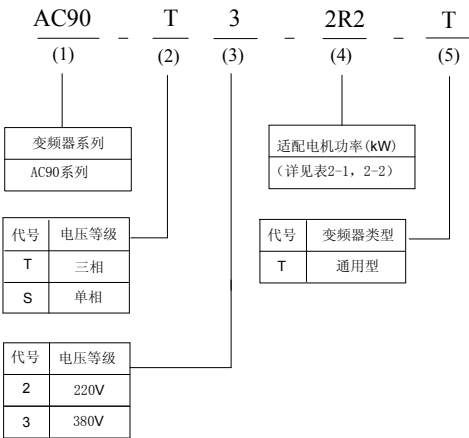 AC90 – T 3 – 2R2 – T
(1) (2) (3) (4) (5)
变频器系列
AC90系列
适配电机功率(kW)
(详见表2-1, 2-2)
代号 电压等级
T 三相
S 单相
代号 变频器类型
T 通用型
代号 电压等级
2 220V
3 380V